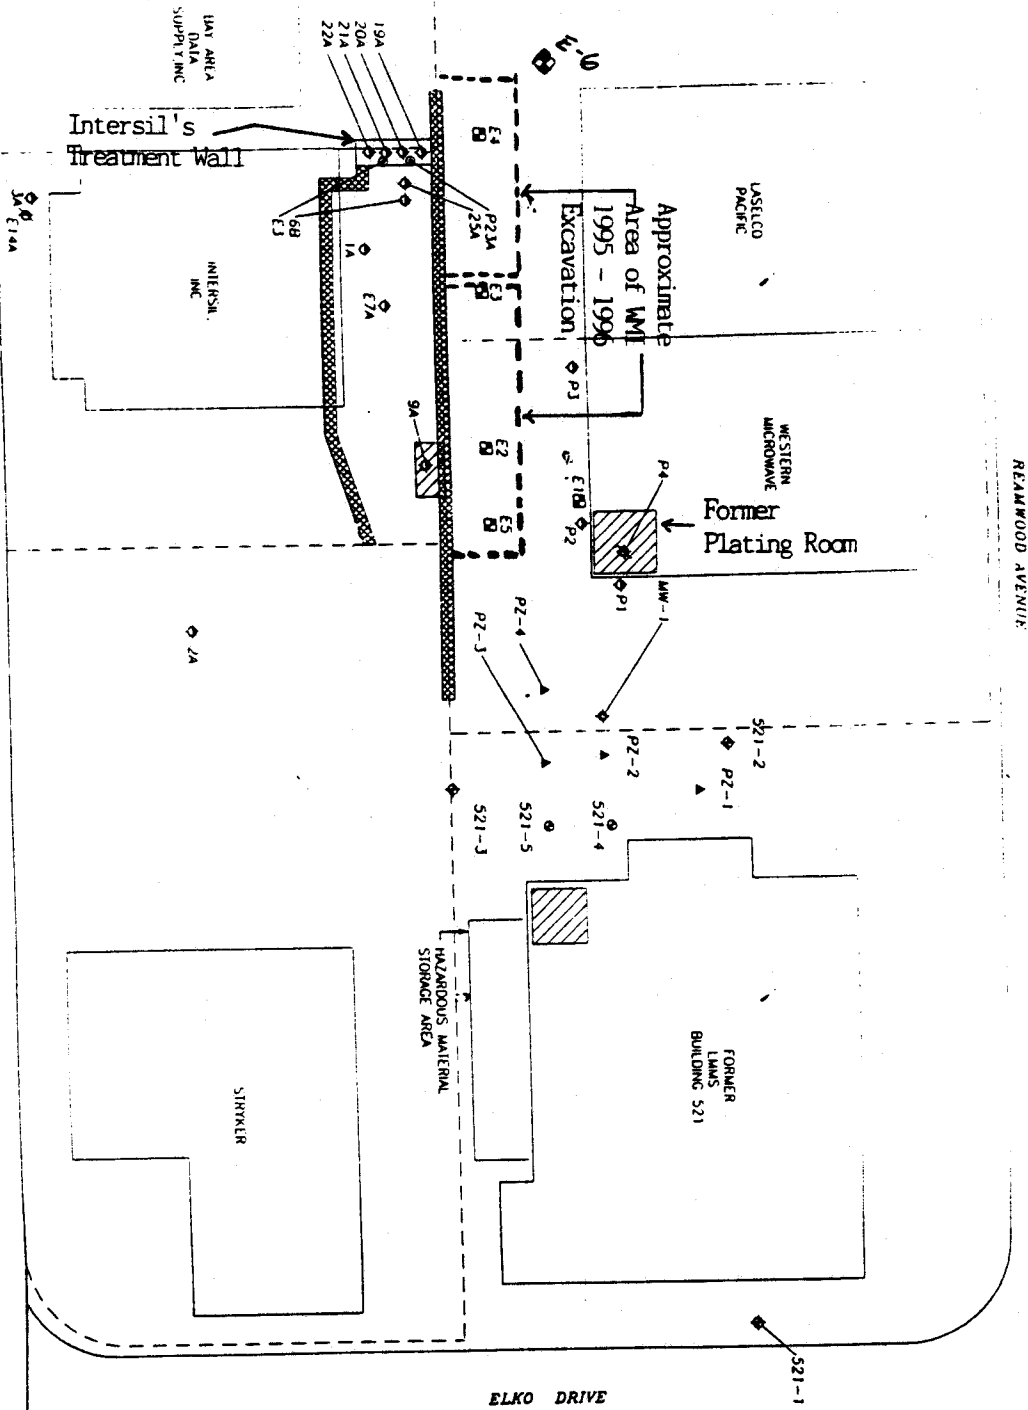 E-6
BAY AREA
DATA
SUPPLY,INC
19A
20A
21A
22A
Intersil's
Treatment Wall
E4
LASELCO
PACIFIC
3A
E14A
6B
E3
P23A
25A
1A
E7A
INTERSIL,
INC
Approximate
Area of WMI
1995 - 1996
Excavation
E3
P3
9A
E2
E1
E5
P2
P4
WESTERN
MICROWAVE
Former
Plating Room
REAMWOOD AVENUE
P1
MW-1
PZ-4
PZ-3
2A
521-2
PZ-2
PZ-1
521-3
521-5
521-4
HAZARDOUS MATERIAL
STORAGE AREA
FORMER
LMMS
BUILDING 521
STRYKER
521-1
ELKO DRIVE